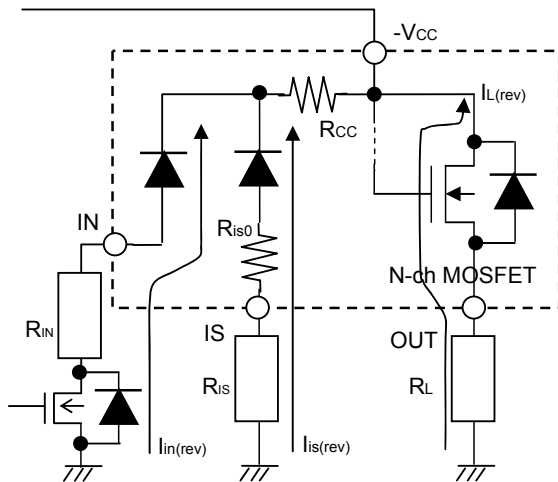 -VCC
IL(rev)
RCC
IN
Ris0
N-ch MOSFET
RIN
IS
OUT
RIS
RL
Iin(rev)
Iis(rev)